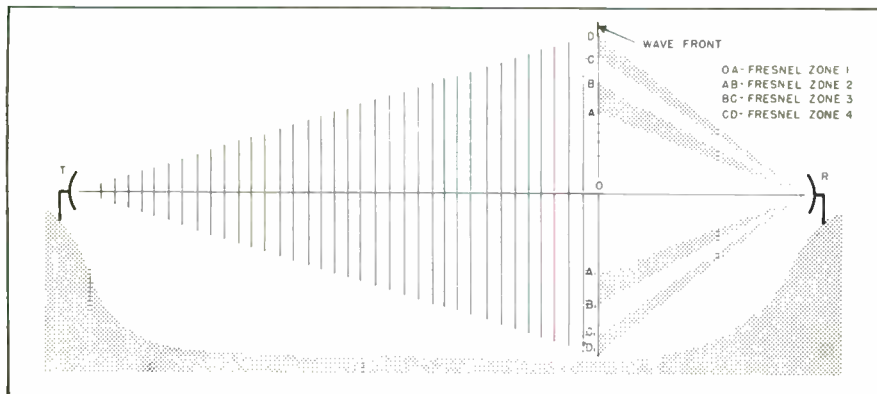 D
WAVE FRONT
C
OA-FRESNEL ZONE 1
B
AB-FRESNEL ZONE 2
BC-FRESNEL ZONE 3
A
CD-FRESNEL ZONE 4
T
R
O
A
B
C
D